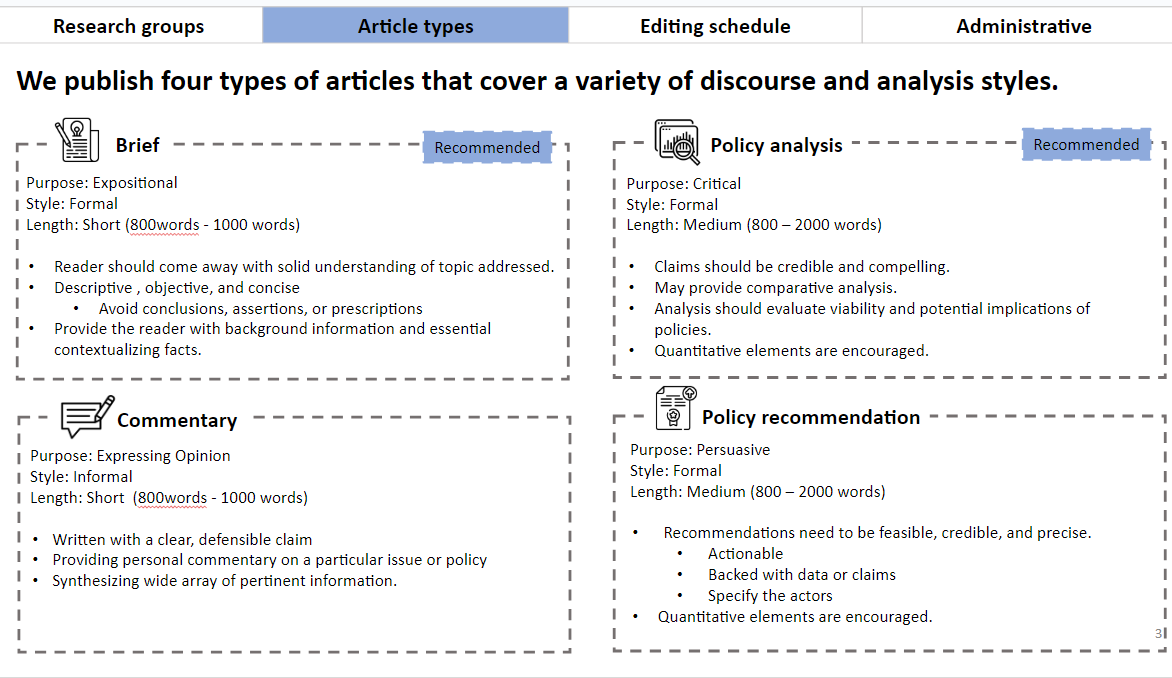 Research groups
Article types
Editing schedule
Administrative
We publish four types of articles that cover a variety of discourse and analysis styles.
Brief
Recommended
Purpose: Expositional
Style: Formal
Length: Short (800words - 1000 words)
• Reader should come away with solid understanding of topic addressed.
• Descriptive , objective, and concise
• Avoid conclusions, assertions, or prescriptions
• Provide the reader with background information and essential
contextualizing facts.
Policy analysis
Recommended
Purpose: Critical
Style: Formal
Length: Medium (800 – 2000 words)
• Claims should be credible and compelling.
• May provide comparative analysis.
• Analysis should evaluate viability and potential implications of
policies.
• Quantitative elements are encouraged.
Commentary
Purpose: Expressing Opinion
Style: Informal
Length: Short  (800words - 1000 words)
• Written with a clear, defensible claim
• Providing personal commentary on a particular issue or policy
• Synthesizing wide array of pertinent information.
Policy recommendation
Purpose: Persuasive
Style: Formal
Length: Medium (800 – 2000 words)
• Recommendations need to be feasible, credible, and precise.
• Actionable
• Backed with data or claims
• Specify the actors
• Quantitative elements are encouraged.
3